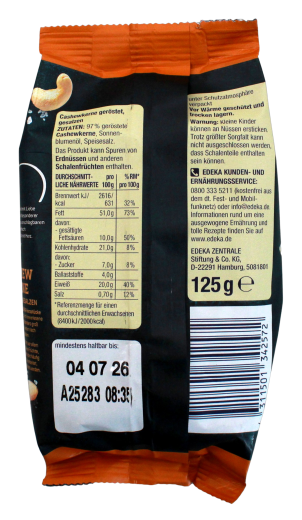 Cashewkerne geröstet,
gesalzen
ZUTATEN: 97% geröstete
Cashewkerne, Sonnen-
blumenöl, Speisesalz.
Das Produkt kann Spuren von
Erdnüssen und anderen
Schalenfrüchten enthalten.
DURCHSCHNITT- pro %RM*
LICHE NÄHRWERTE 100g pro 100g
Brennwert kJ/ 2616/
kcal 631 32%
Fett 51,0g 73%
davon:
- gesättigte
Fettsäuren 10,0g 50%
Kohlenhydrate 21,0g 8%
davon:
- Zucker 7,0g 8%
Ballaststoffe 4,0g
Eiweiß 20,0g 40%
Salz 0,70g 12%
*Referenzmenge für einen
durchschnittlichen Erwachsenen
(8400kJ/2000kcal)
mindestens haltbar bis:
04 07 26
A25283 08:35
unter Schutzatmosphäre
verpackt
Vor Wärme geschützt und
trocken lagern.
Warnung: kleine Kinder
können an Nüssen ersticken.
Trotz größter Sorgfalt kann
nicht ausgeschlossen werden,
dass Schalenteile enthalten
sein können.
EDEKA KUNDEN- UND
ERNÄHRUNGSSERVICE:
0800 333 5211 (kostenfrei aus
dem dt. Fest- und Mobil-
funknetz) oder info@edeka.de
Informationen rund um eine
ausgewogene Ernährung und
tolle Rezepte finden Sie auf
www.edeka.de
EDEKA ZENTRALE
Stiftung & Co. KG,
D-22291 Hamburg, 5081801
125 g ℮
4 311501 342572